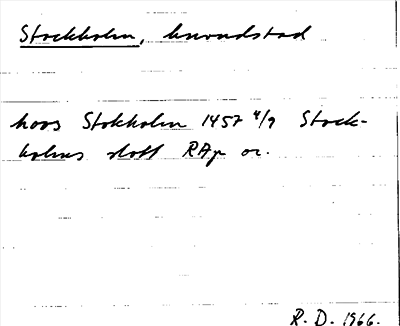 Stockholm, huvudstad
hoos Stokholm 1457 4/9 Stock-
holms slott RAp or.
R. D. 1966.